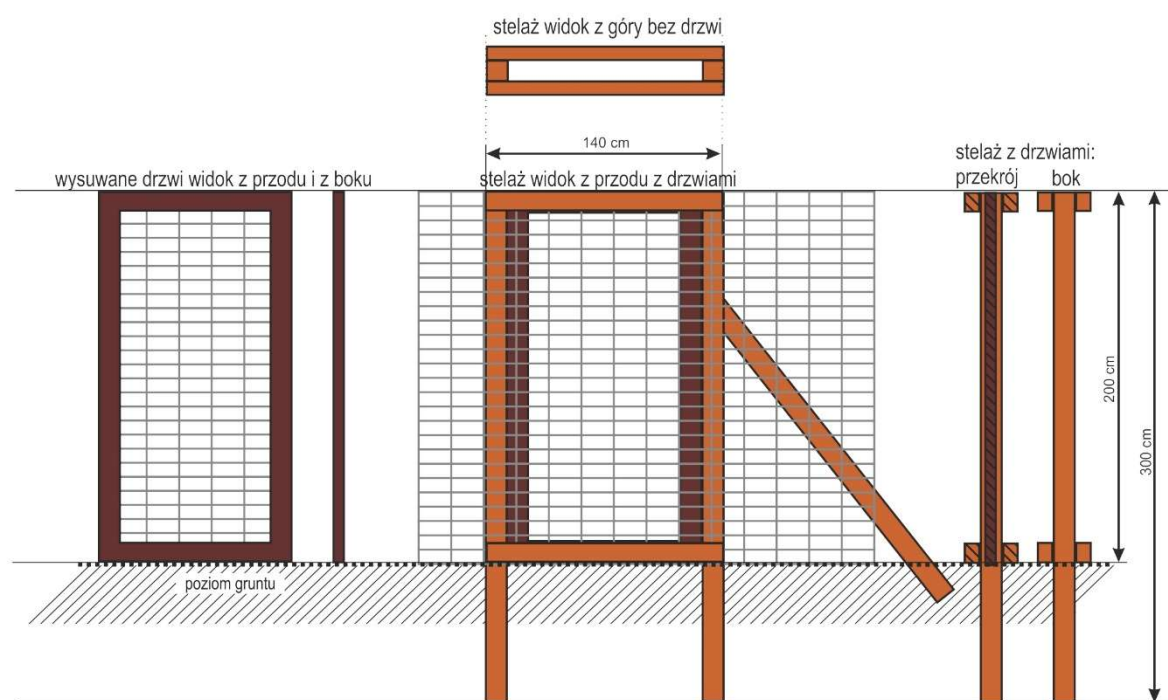 stelaż widok z góry bez drzwi
140 cm
wysuwane drzwi widok z przodu i z boku
stelaż widok z przodu z drzwiami
stelaż z drzwiami:
przekrój
bok
200 cm
300 cm
poziom gruntu